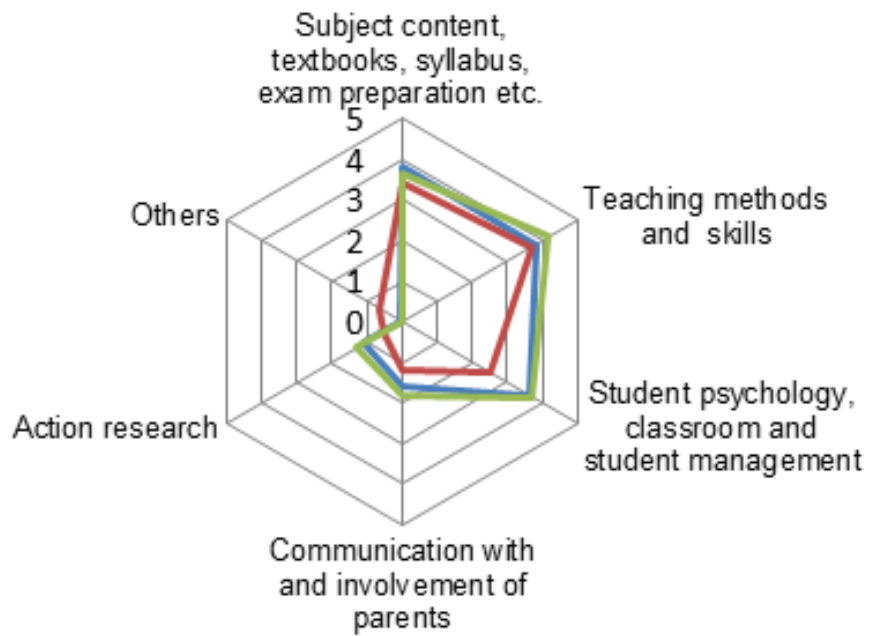 Subject content,
textbooks, syllabus,
exam preparation etc.
5
4
3
2
1
0
Teaching methods
and skills
Student psychology,
classroom and
student management
Communication with
and involvement of
parents
Action research
Others